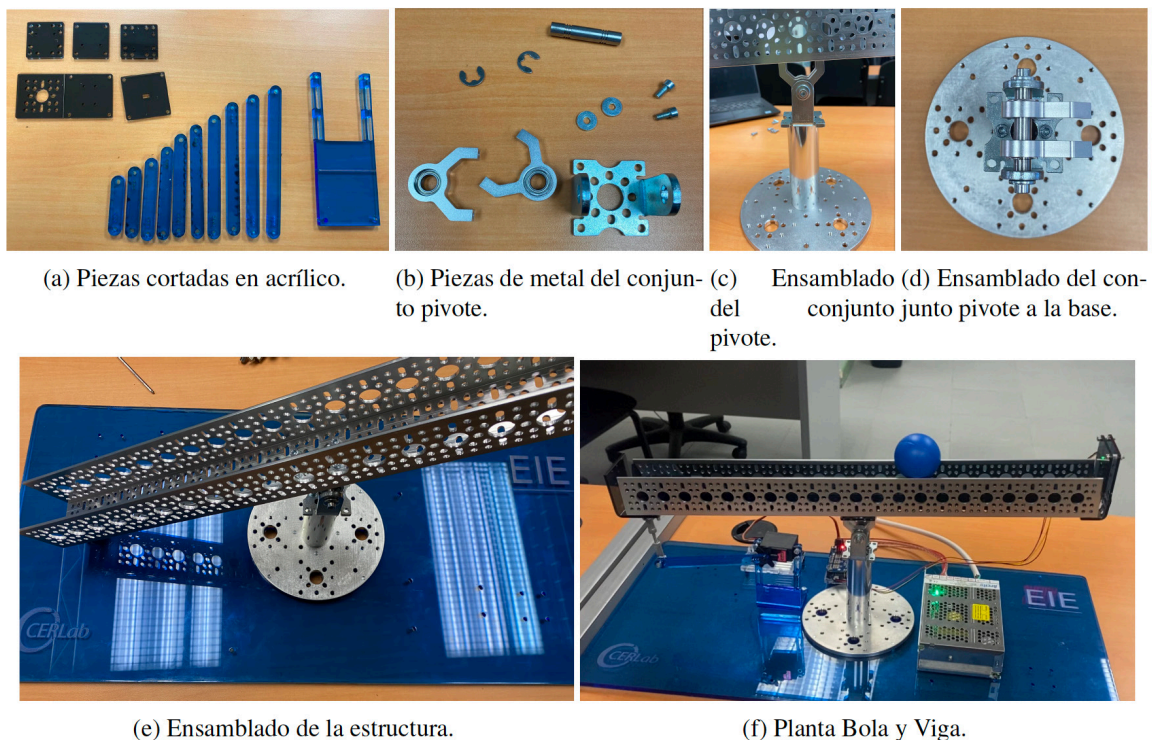 (a) Piezas cortadas en acrílico.
(b) Piezas de metal del conjun-
to pivote.
(c) Ensamblado
del conjunto
pivote.
(d) Ensamblado del con-
junto pivote a la base.
EIE
CERLab
(e) Ensamblado de la estructura.
EIE
CERLab
(f) Planta Bola y Viga.